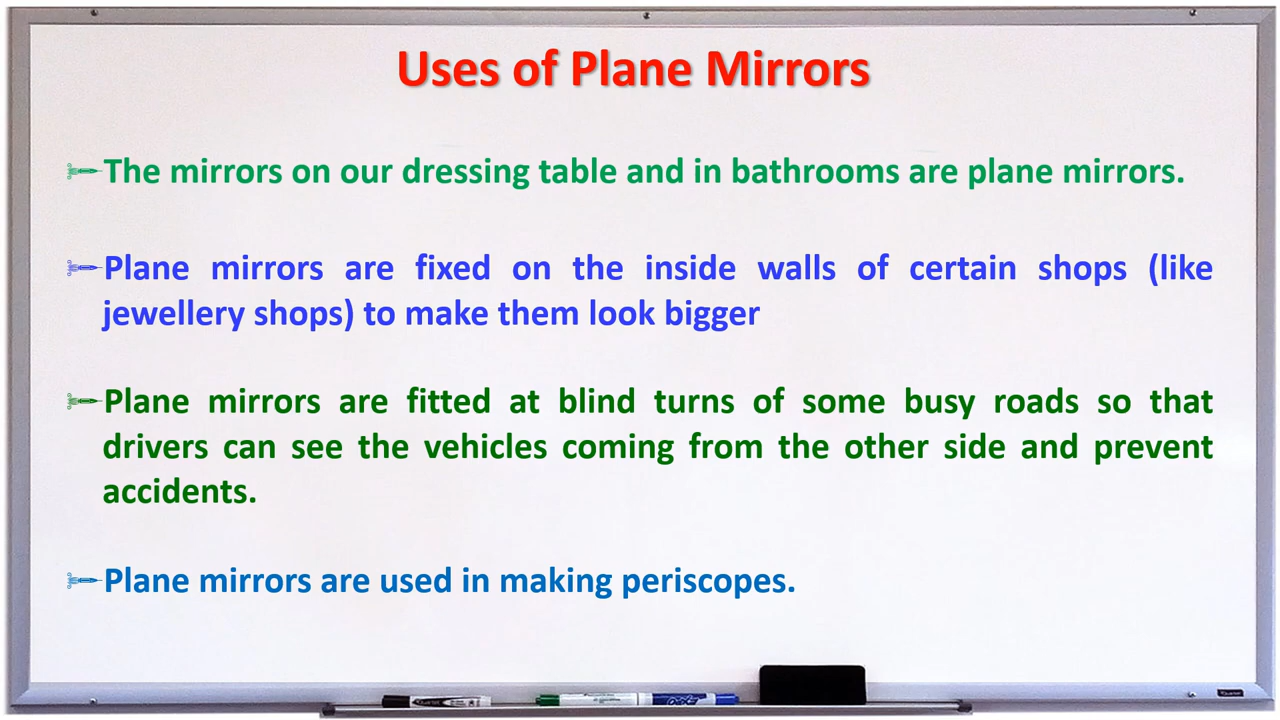 Uses of Plane Mirrors
The mirrors on our dressing table and in bathrooms are plane mirrors.
Plane mirrors are fixed on the inside walls of certain shops (like
jewellery shops) to make them look bigger
Plane mirrors are fitted at blind turns of some busy roads so that
drivers can see the vehicles coming from the other side and prevent
accidents.
Plane mirrors are used in making periscopes.